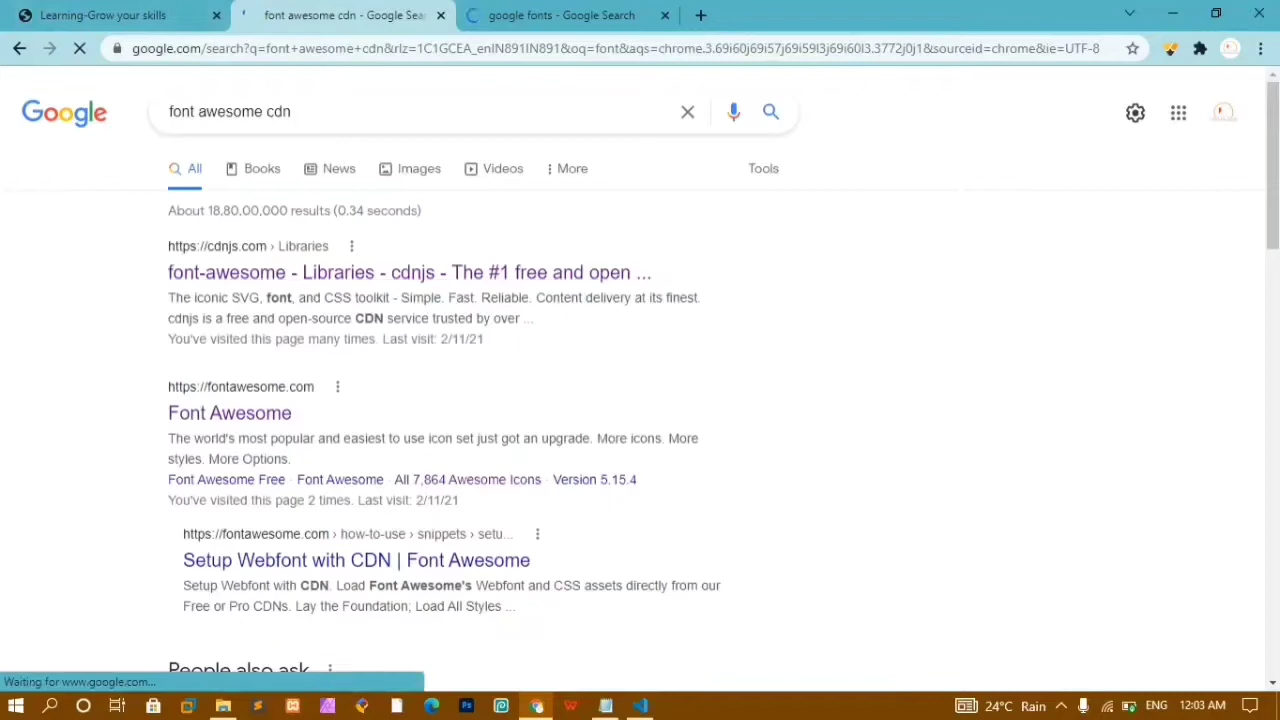 Learning-Grow your skills
font awesome cdn - Google Sea
google fonts - Google Search
google.com/search?q=font+awesome+cdn&rlz=1C1GCEA_enIN891IN891&oq=font&aqs=chrome.3.69i60j69i57j69i59l3j69i60l3.3772j0j1&sourceid=chrome&ie=UTF-8
Google
font awesome cdn
All
Books
News
Images
Videos
More
Tools
About 18,80,00,000 results (0.34 seconds)
https://cdnjs.com › Libraries
font-awesome - Libraries - cdnjs - The #1 free and open ...
The iconic SVG, font, and CSS toolkit - Simple. Fast. Reliable. Content delivery at its finest.
cdnjs is a free and open-source CDN service trusted by over ...
You've visited this page many times. Last visit: 2/11/21
https://fontawesome.com
Font Awesome
The world's most popular and easiest to use icon set just got an upgrade. More icons. More
styles. More Options.
Font Awesome Free · Font Awesome · All 7,864 Awesome Icons · Version 5.15.4
You've visited this page 2 times. Last visit: 2/11/21
https://fontawesome.com › how-to-use › snippets › setu...
Setup Webfont with CDN | Font Awesome
Setup Webfont with CDN. Load Font Awesome's Webfont and CSS assets directly from our
Free or Pro CDNs. Lay the Foundation; Load All Styles ...
People also ask
Waiting for www.google.com...
24°C Rain
ENG
12:03 AM